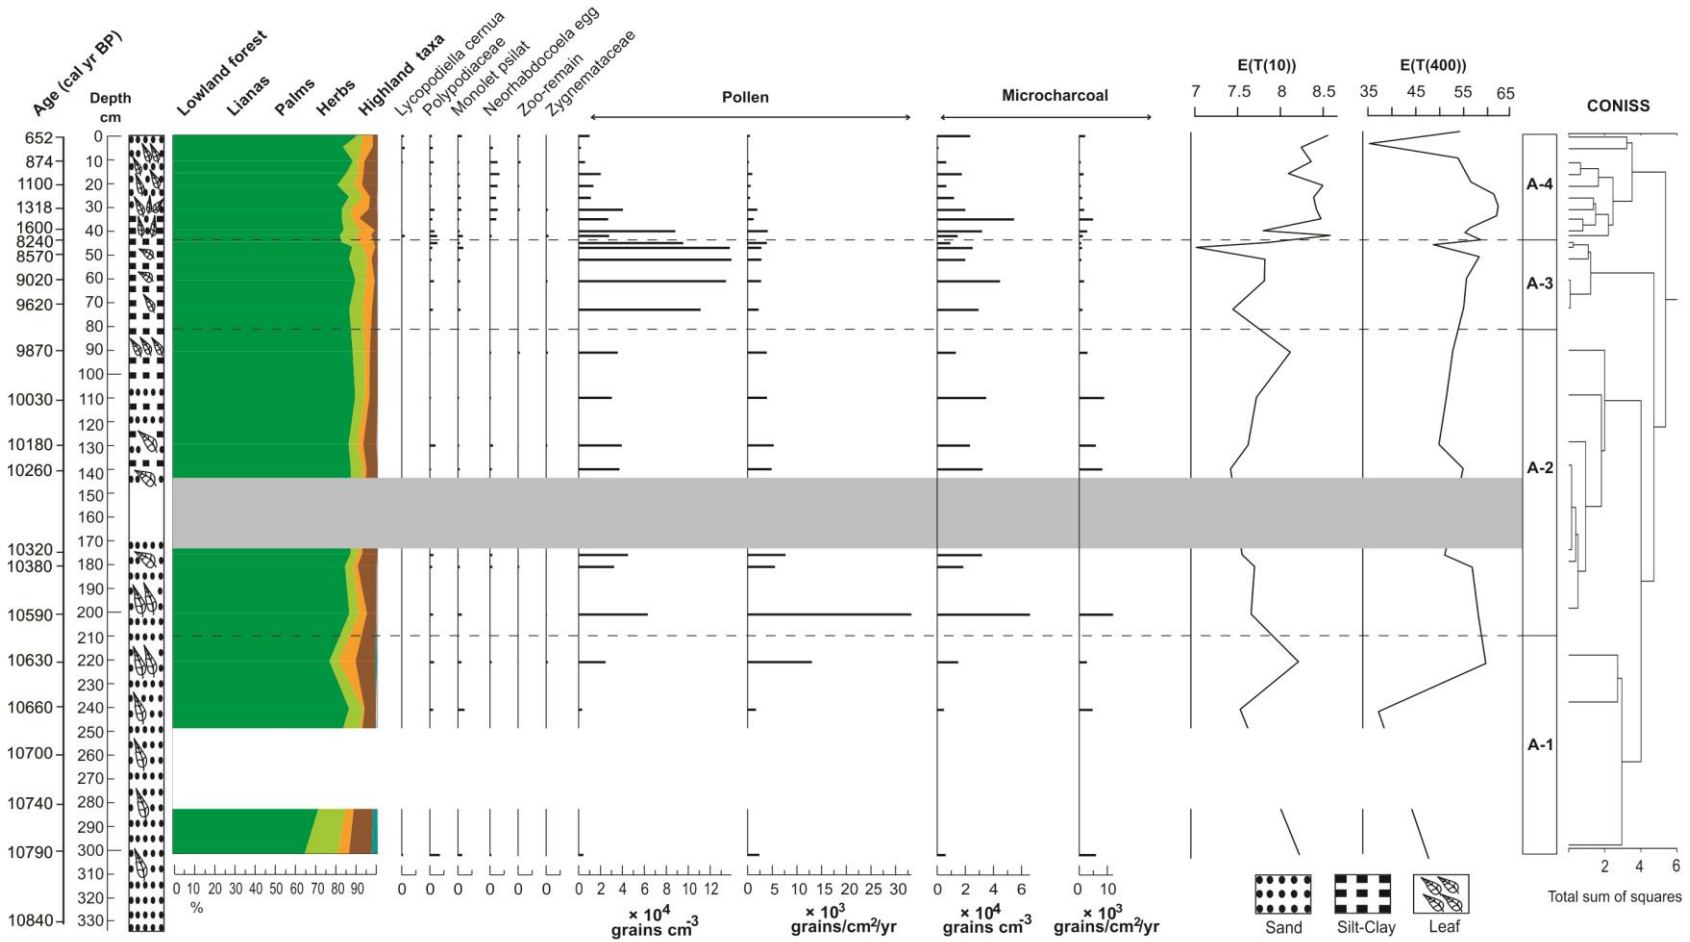 Age (cal yr BP)
Depth
cm
Lowland forest
Lianas
Palms
Herbs
Highland taxa
Lycopodiella cernua
Polypodiaceae
Monolet psilat
Neorhabdocoela egg
Zoo-remain
Zygnemataceae
Pollen
Microcharcoal
E(T(10))
7 7.5 8 8.5
E(T(400))
35 45 55 65
CONISS
652
874
1100
1318
1600
8240
8570
9020
9620
9870
10030
10180
10260
10320
10380
10590
10630
10660
10700
10740
10790
10840
0
10
20
30
40
50
60
70
80
90
100
110
120
130
140
150
160
170
180
190
200
210
220
230
240
250
260
270
280
290
300
310
320
330
A-4
A-3
A-2
A-1
0 10 20 30 40 50 70 80 90
%
0 0 0 0 0 0
0 2 4 6 8 10 12
× 10⁴
grains cm⁻³
0 5 10 15 20 25 30
× 10³
grains/cm²/yr
0 2 4 6
× 10⁴
grains cm⁻³
0 10
× 10³
grains/cm²/yr
2 4 6
Total sum of squares
Sand
Silt-Clay
Leaf